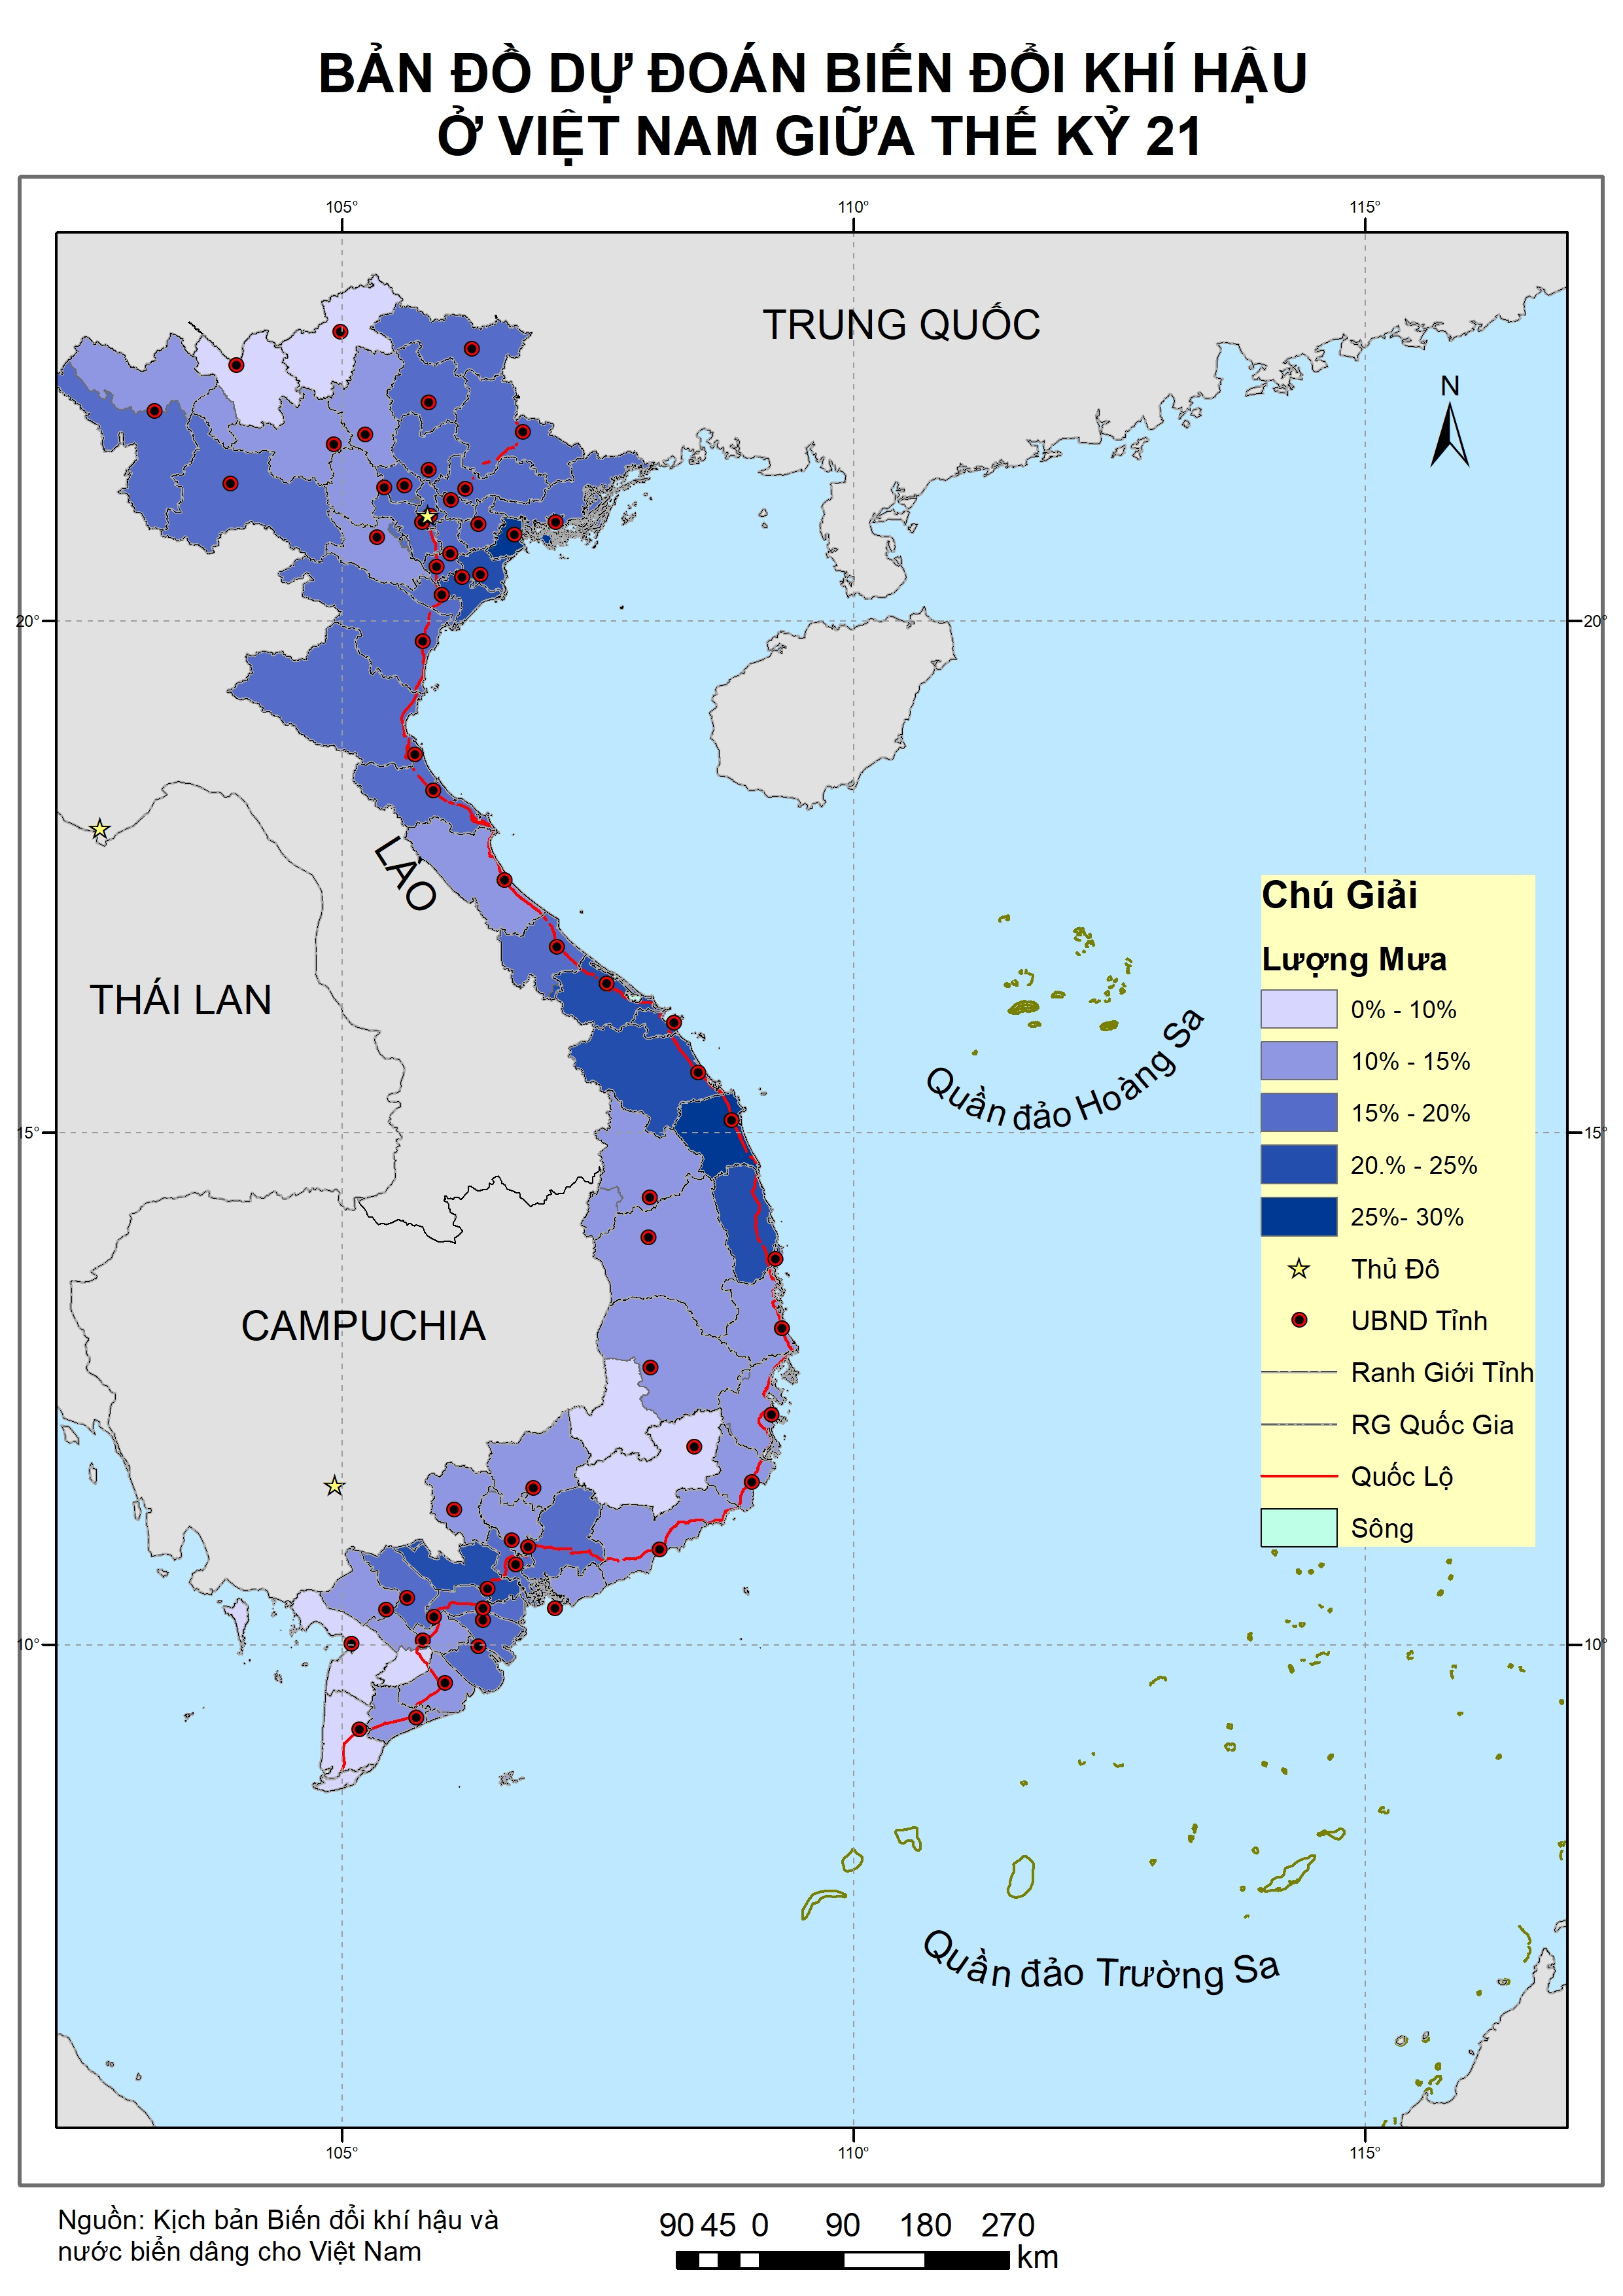 BẢN ĐỒ DỰ ĐOÁN BIẾN ĐỔI KHÍ HẬU
Ở VIỆT NAM GIỮA THẾ KỶ 21
105°
110°
115°
TRUNG QUỐC
N
20°
20°
LÀO
THÁI LAN
Quần đảo Hoàng Sa
15°
15°
CAMPUCHIA
10°
10°
Quần đảo Trường Sa
Chú Giải
Lượng Mưa
0% - 10%
10% - 15%
15% - 20%
20.% - 25%
25%- 30%
Thủ Đô
UBND Tỉnh
Ranh Giới Tỉnh
RG Quốc Gia
Quốc Lộ
Sông
105°
110°
115°
Nguồn: Kịch bản Biến đổi khí hậu và
nước biển dâng cho Việt Nam
90 45 0 90 180 270
km